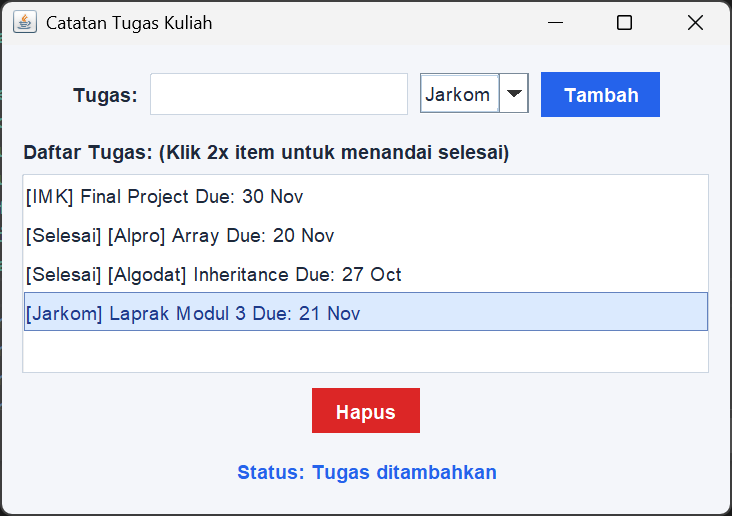 Catatan Tugas Kuliah
Tugas: Jarkom Tambah
Daftar Tugas: (Klik 2x item untuk menandai selesai)
[IMK] Final Project Due: 30 Nov
[Selesai] [Alpro] Array Due: 20 Nov
[Selesai] [Algodat] Inheritance Due: 27 Oct
[Jarkom] Laprak Modul 3 Due: 21 Nov
Hapus
Status: Tugas ditambahkan